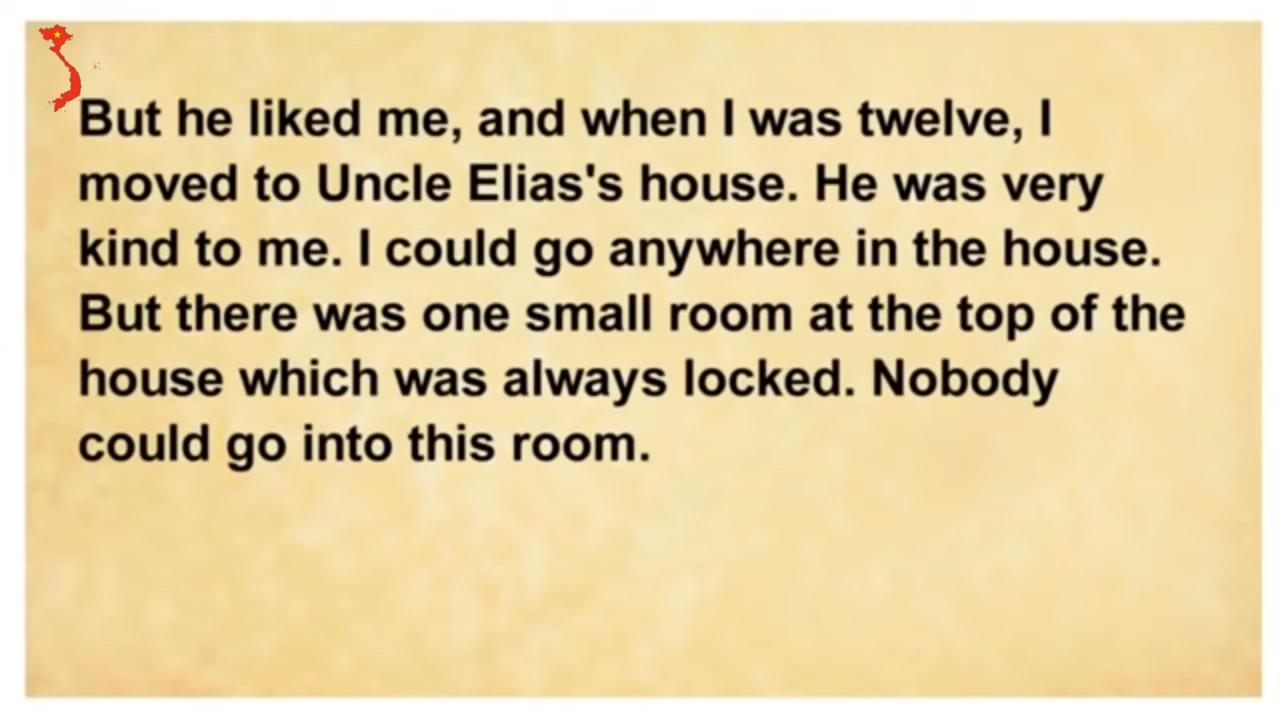 But he liked me, and when I was twelve, I
moved to Uncle Elias's house. He was very
kind to me. I could go anywhere in the house.
But there was one small room at the top of the
house which was always locked. Nobody
could go into this room.